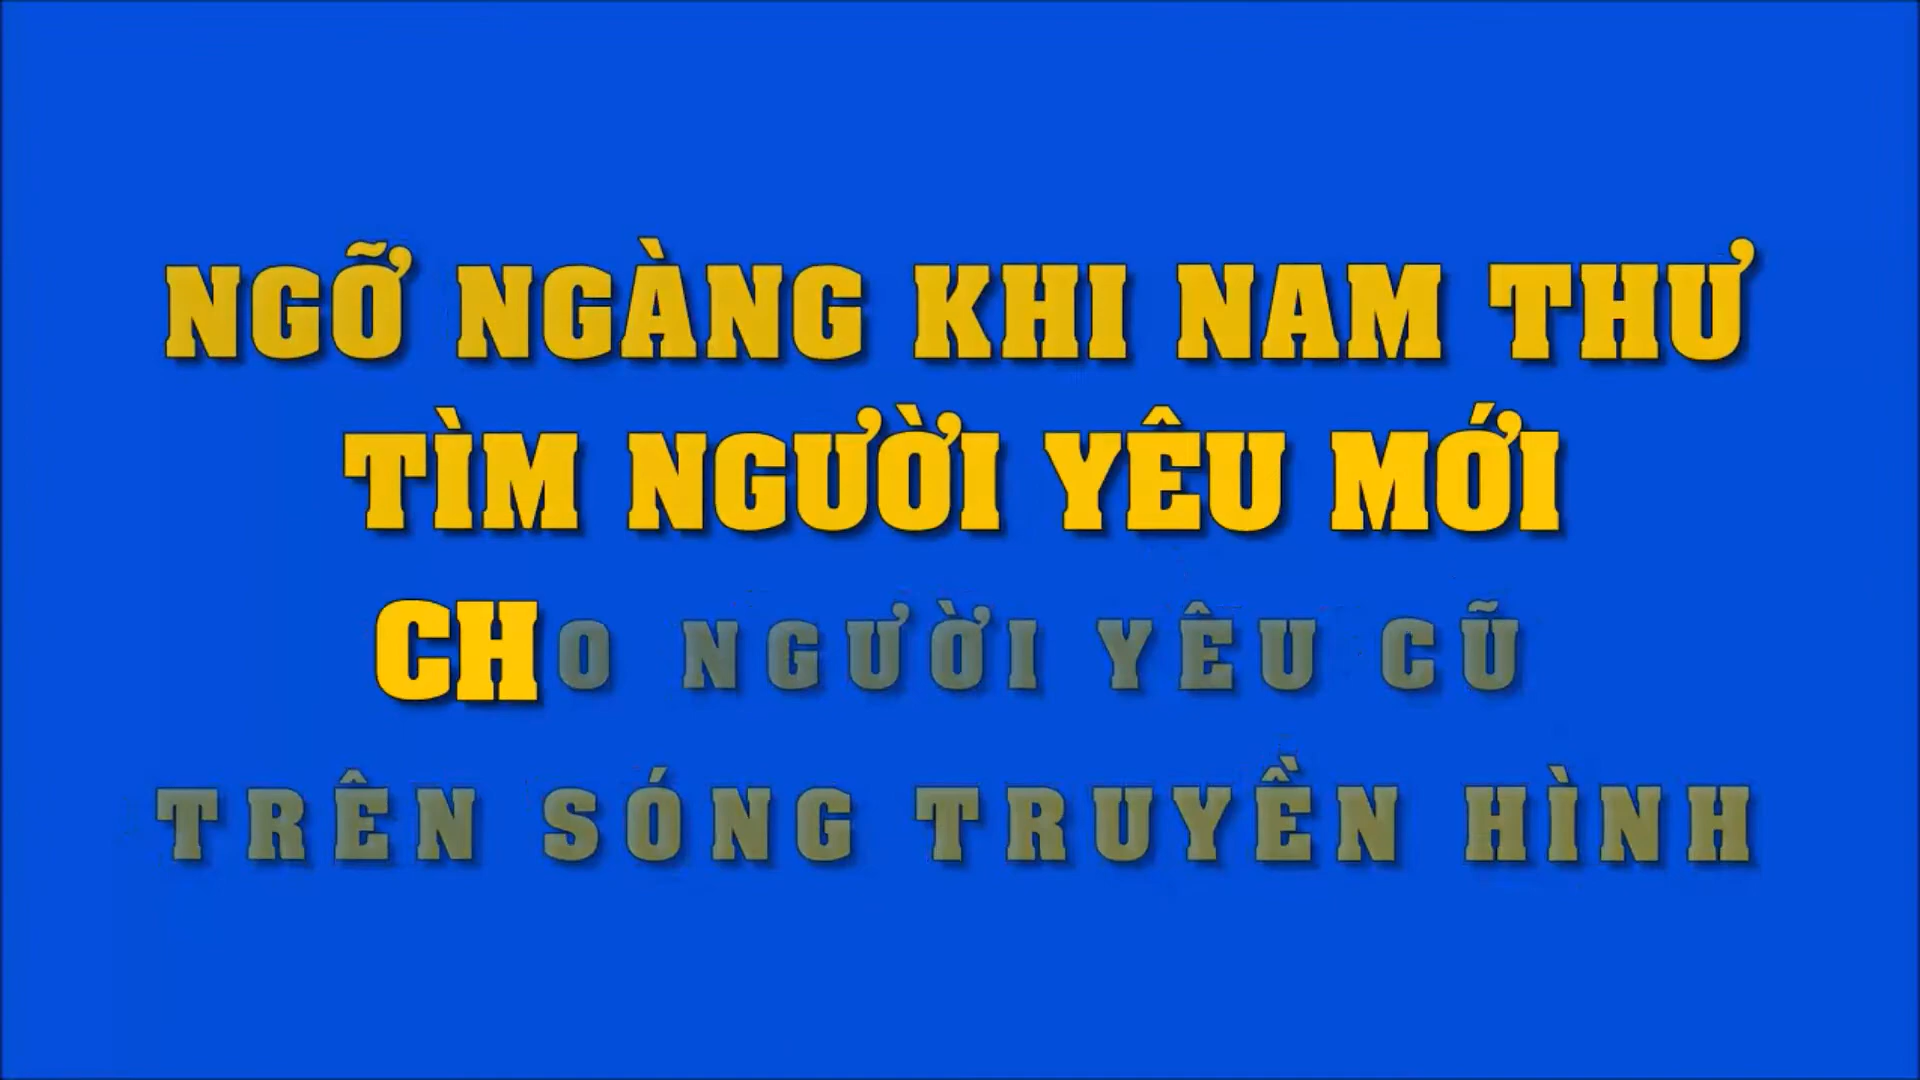 NGỠ NGÀNG KHI NAM THƯ
TÌM NGƯỜI YÊU MỚI
CHO NGƯỜI YÊU CŨ
TRÊN SÓNG TRUYỀN HÌNH